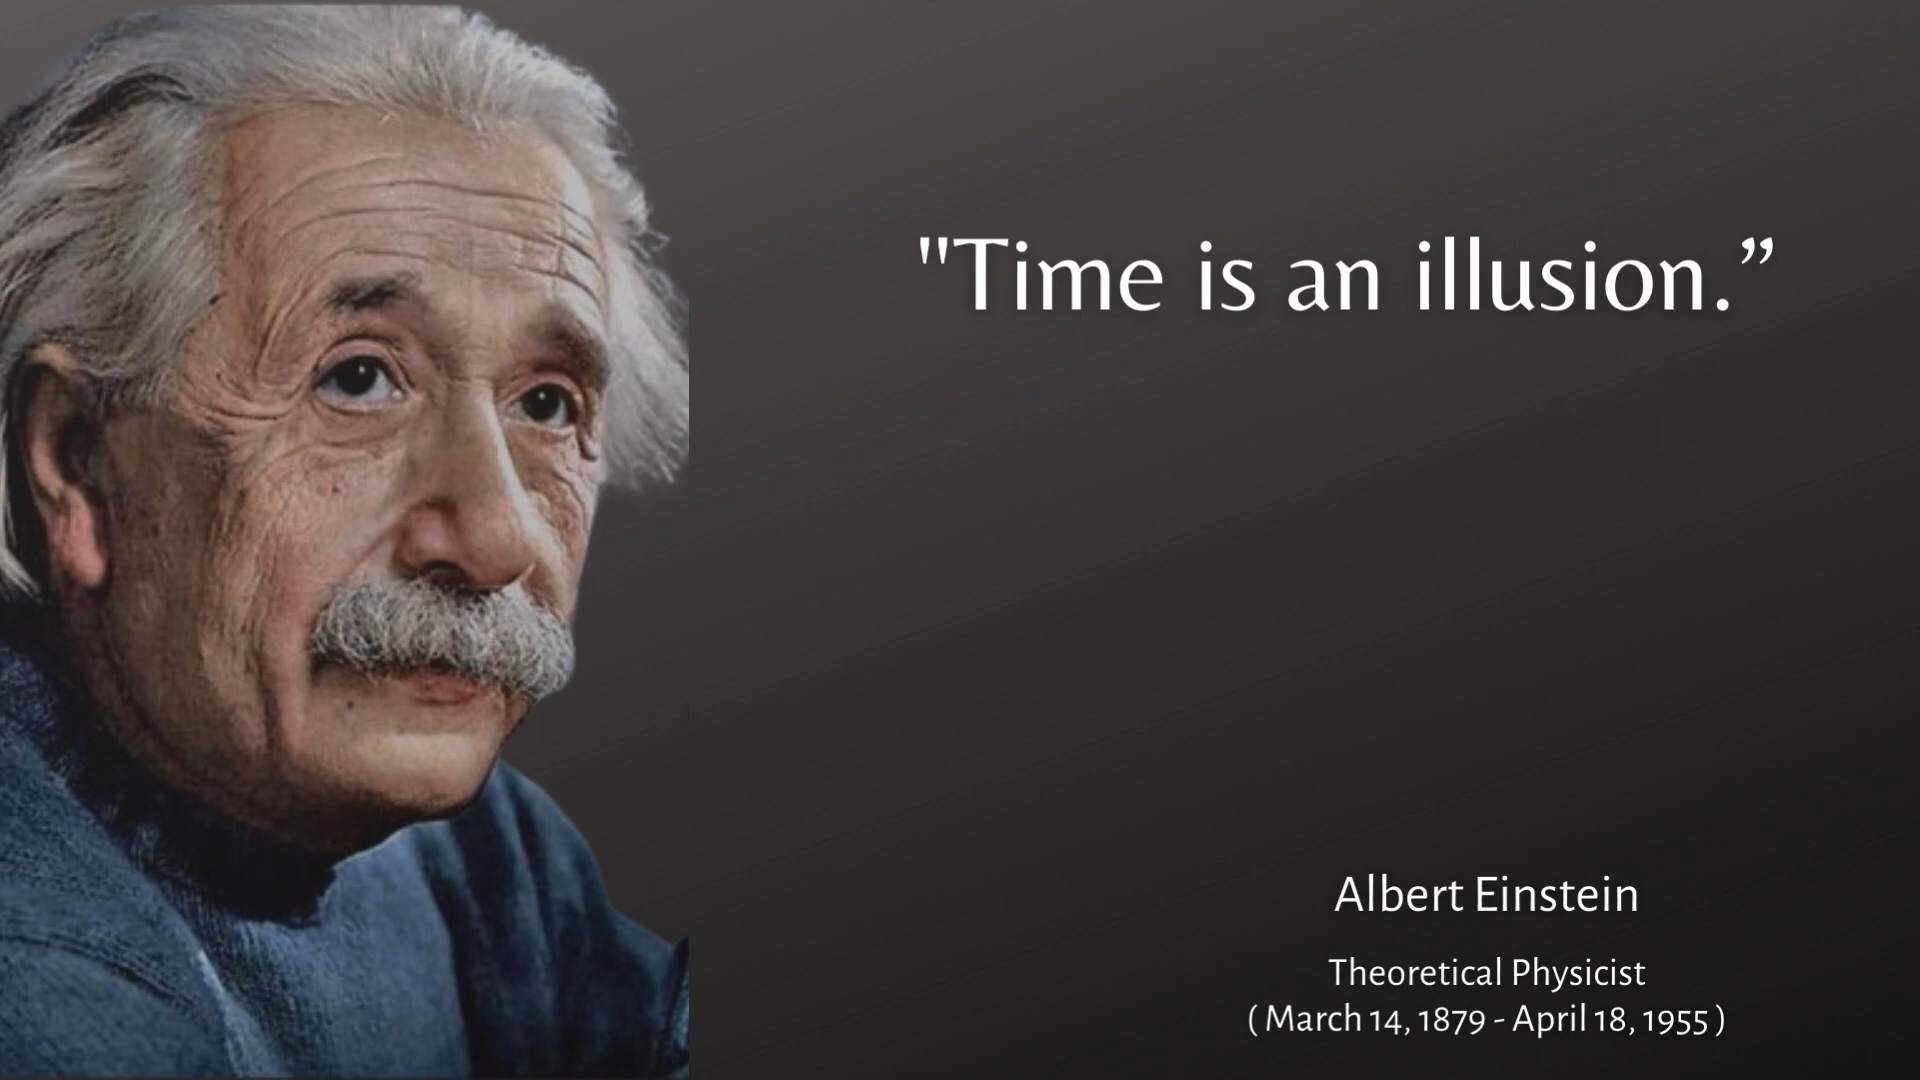 "Time is an illusion.”
Albert Einstein
Theoretical Physicist
( March 14, 1879 - April 18, 1955 )